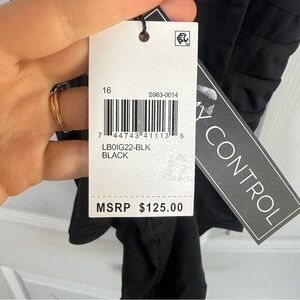 16 S963-0014
7 44743 41113 5
LB0IG22-BLK
BLACK
MSRP $125.00
CONTROL